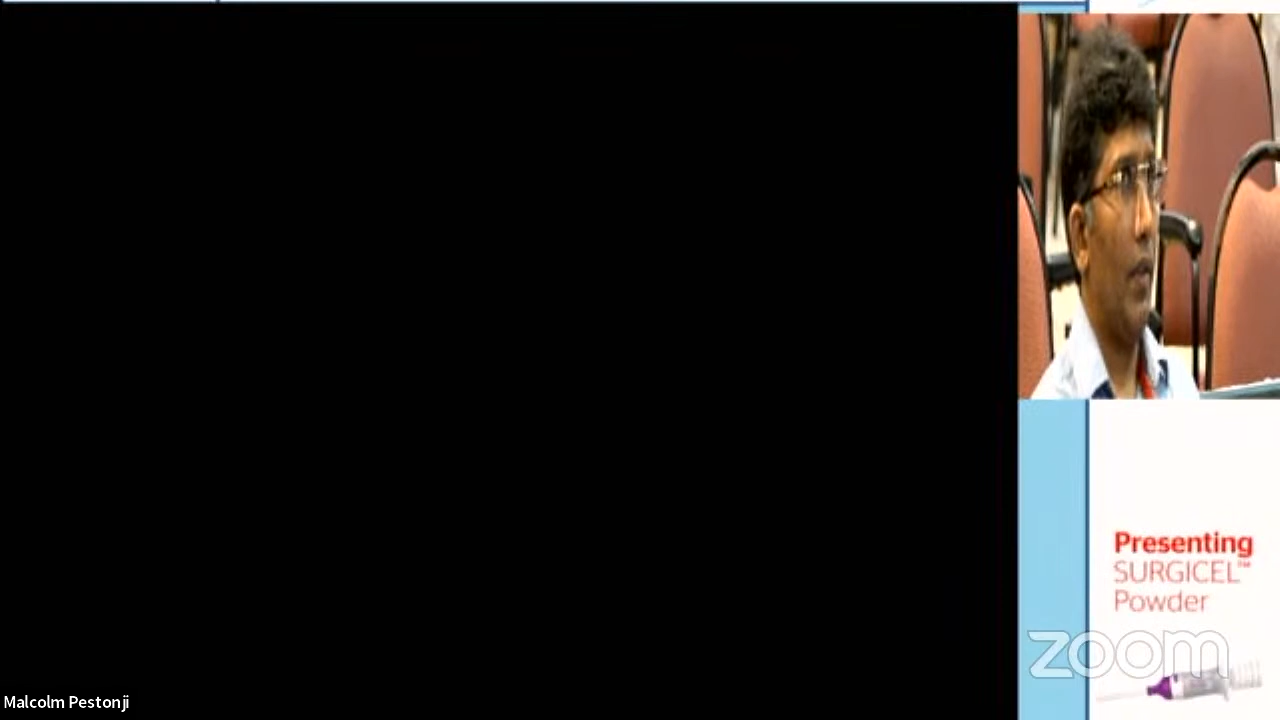 Presenting
SURGICEL™
Powder
zoom
Malcolm Pestonji